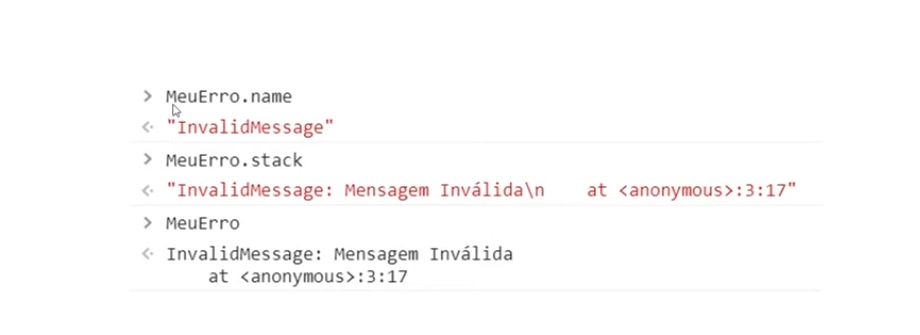 > MeuErro.name
<· "InvalidMessage"
> MeuErro.stack
<· "InvalidMessage: Mensagem Inválida\n    at <anonymous>:3:17"
> MeuErro
<· InvalidMessage: Mensagem Inválida
    at <anonymous>:3:17